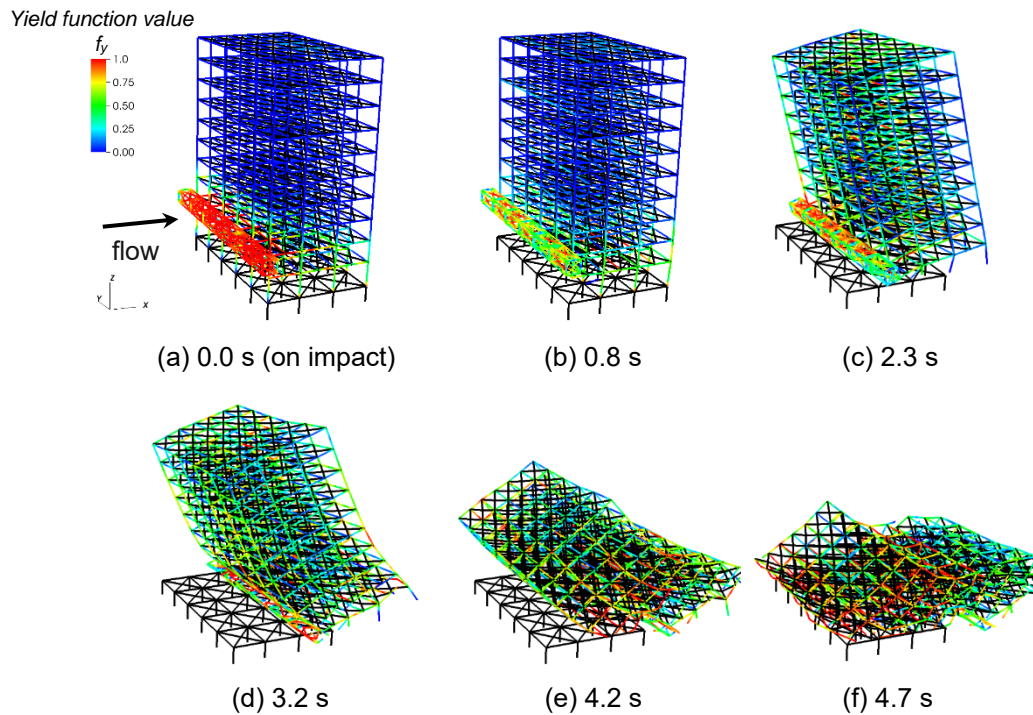 Yield function value
fy
1.0
0.75
0.50
0.25
0.00
flow
z
Y
x
(a) 0.0 s (on impact)
(b) 0.8 s
(c) 2.3 s
(d) 3.2 s
(e) 4.2 s
(f) 4.7 s